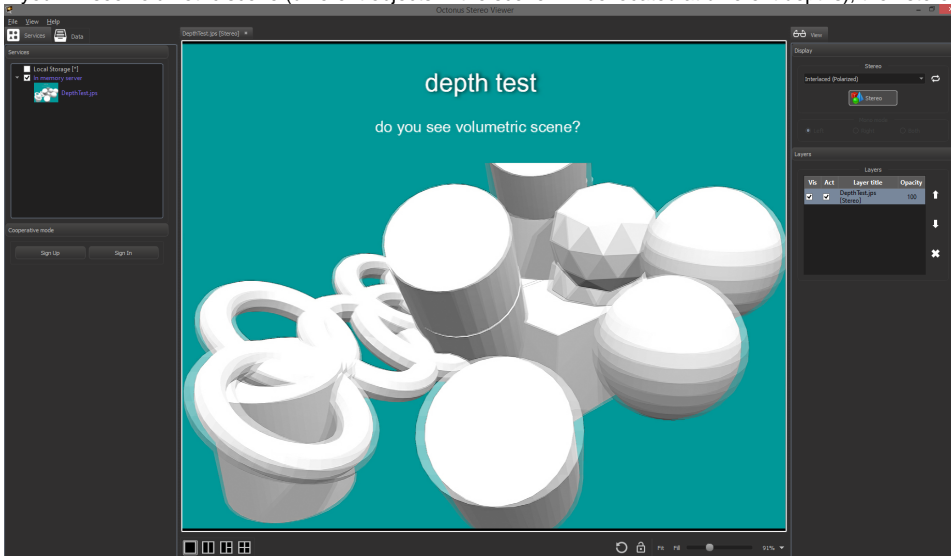 Octonus Stereo Viewer
File View Help
Services Data
DepthTest.jps [Stereo]
View
Services
Local Storage [*]
In memory server
DepthTest.jps
Cooperative mode
Sign Up Sign In
depth test
do you see volumetric scene?
Display
Stereo
Interlaced (Polarized)
Stereo
Layers
Layers
Vis Act Layer title Opacity
DepthTest.jps
[Stereo]
100
Fit Fill 91%